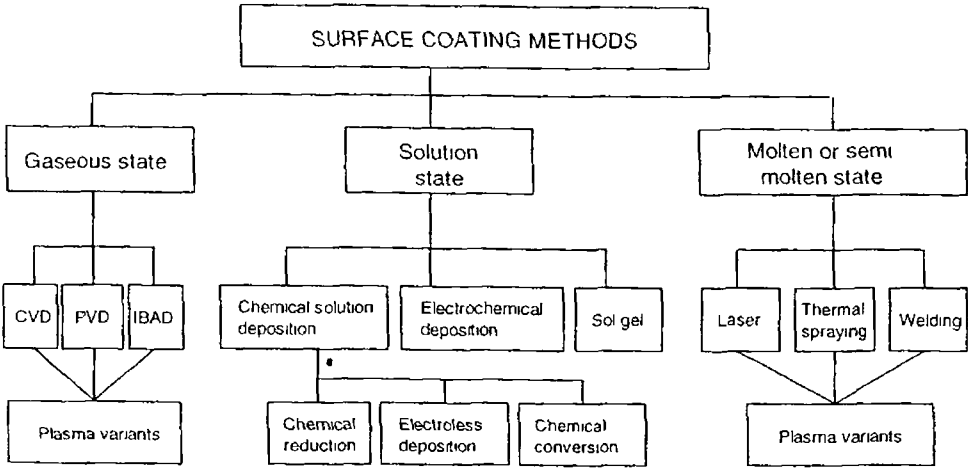 SURFACE COATING METHODS
Gaseous state
Solution
state
Molten or semi
molten state
CVD
PVD
IBAD
Chemical solution
deposition
Electrochemical
deposition
Sol gel
Laser
Thermal
spraying
Welding
Plasma variants
Chemical
reduction
Electroless
deposition
Chemical
conversion
Plasma variants